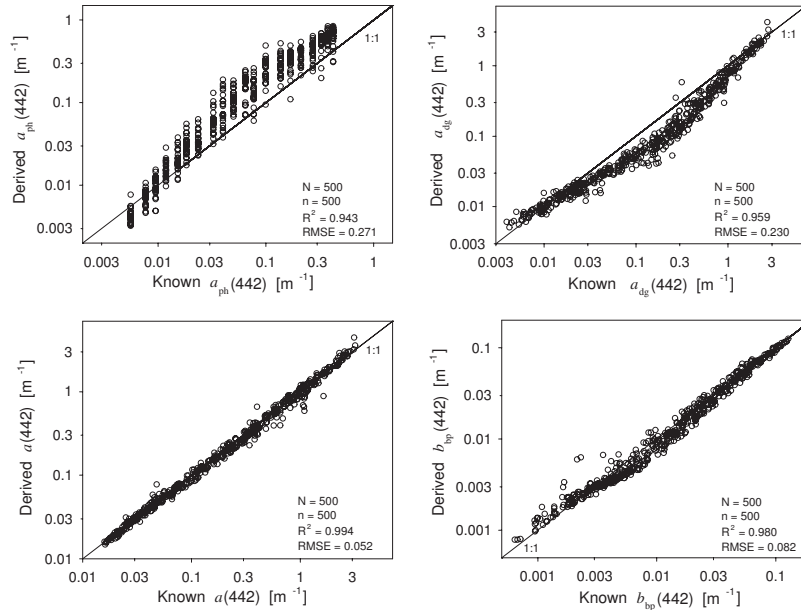 1
0.3
0.1
0.03
0.01
0.003
Derived a_ph(442) [m⁻¹]
1:1
N = 500
n = 500
R² = 0.943
RMSE = 0.271
0.003 0.01 0.03 0.1 0.3 1
Known a_ph(442) [m⁻¹]
3
1
0.3
0.1
0.03
0.01
0.003
Derived a_dg(442) [m⁻¹]
1:1
N = 500
n = 500
R² = 0.959
RMSE = 0.230
0.003 0.01 0.03 0.1 0.3 1 3
Known a_dg(442) [m⁻¹]
3
1
0.3
0.1
0.03
0.01
Derived a(442) [m⁻¹]
1:1
N = 500
n = 500
R² = 0.994
RMSE = 0.052
0.01 0.03 0.1 0.3 1 3
Known a(442) [m⁻¹]
0.1
0.03
0.01
0.003
0.001
Derived b_bp(442) [m⁻¹]
1:1
N = 500
n = 500
R² = 0.980
RMSE = 0.082
0.001 0.003 0.01 0.03 0.1
Known b_bp(442) [m⁻¹]